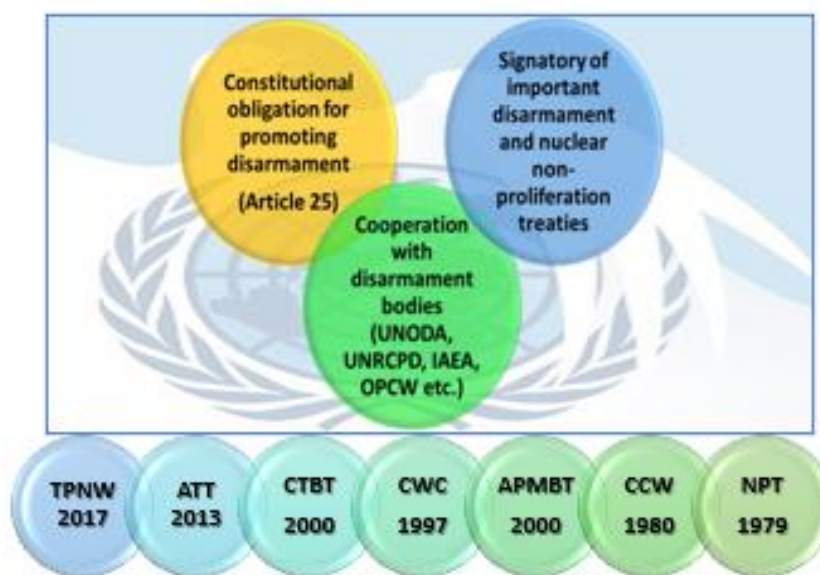 Constitutional
obligation for
promoting
disarmament
(Article 25)
Signatory of
important
disarmament
and nuclear
non-
proliferation
treaties
Cooperation
with
disarmament
bodies
(UNODA,
UNRCPD, IAEA,
OPCW etc.)
TPNW
2017
ATT
2013
CTBT
2000
CWC
1997
APMBT
2000
CCW
1980
NPT
1979